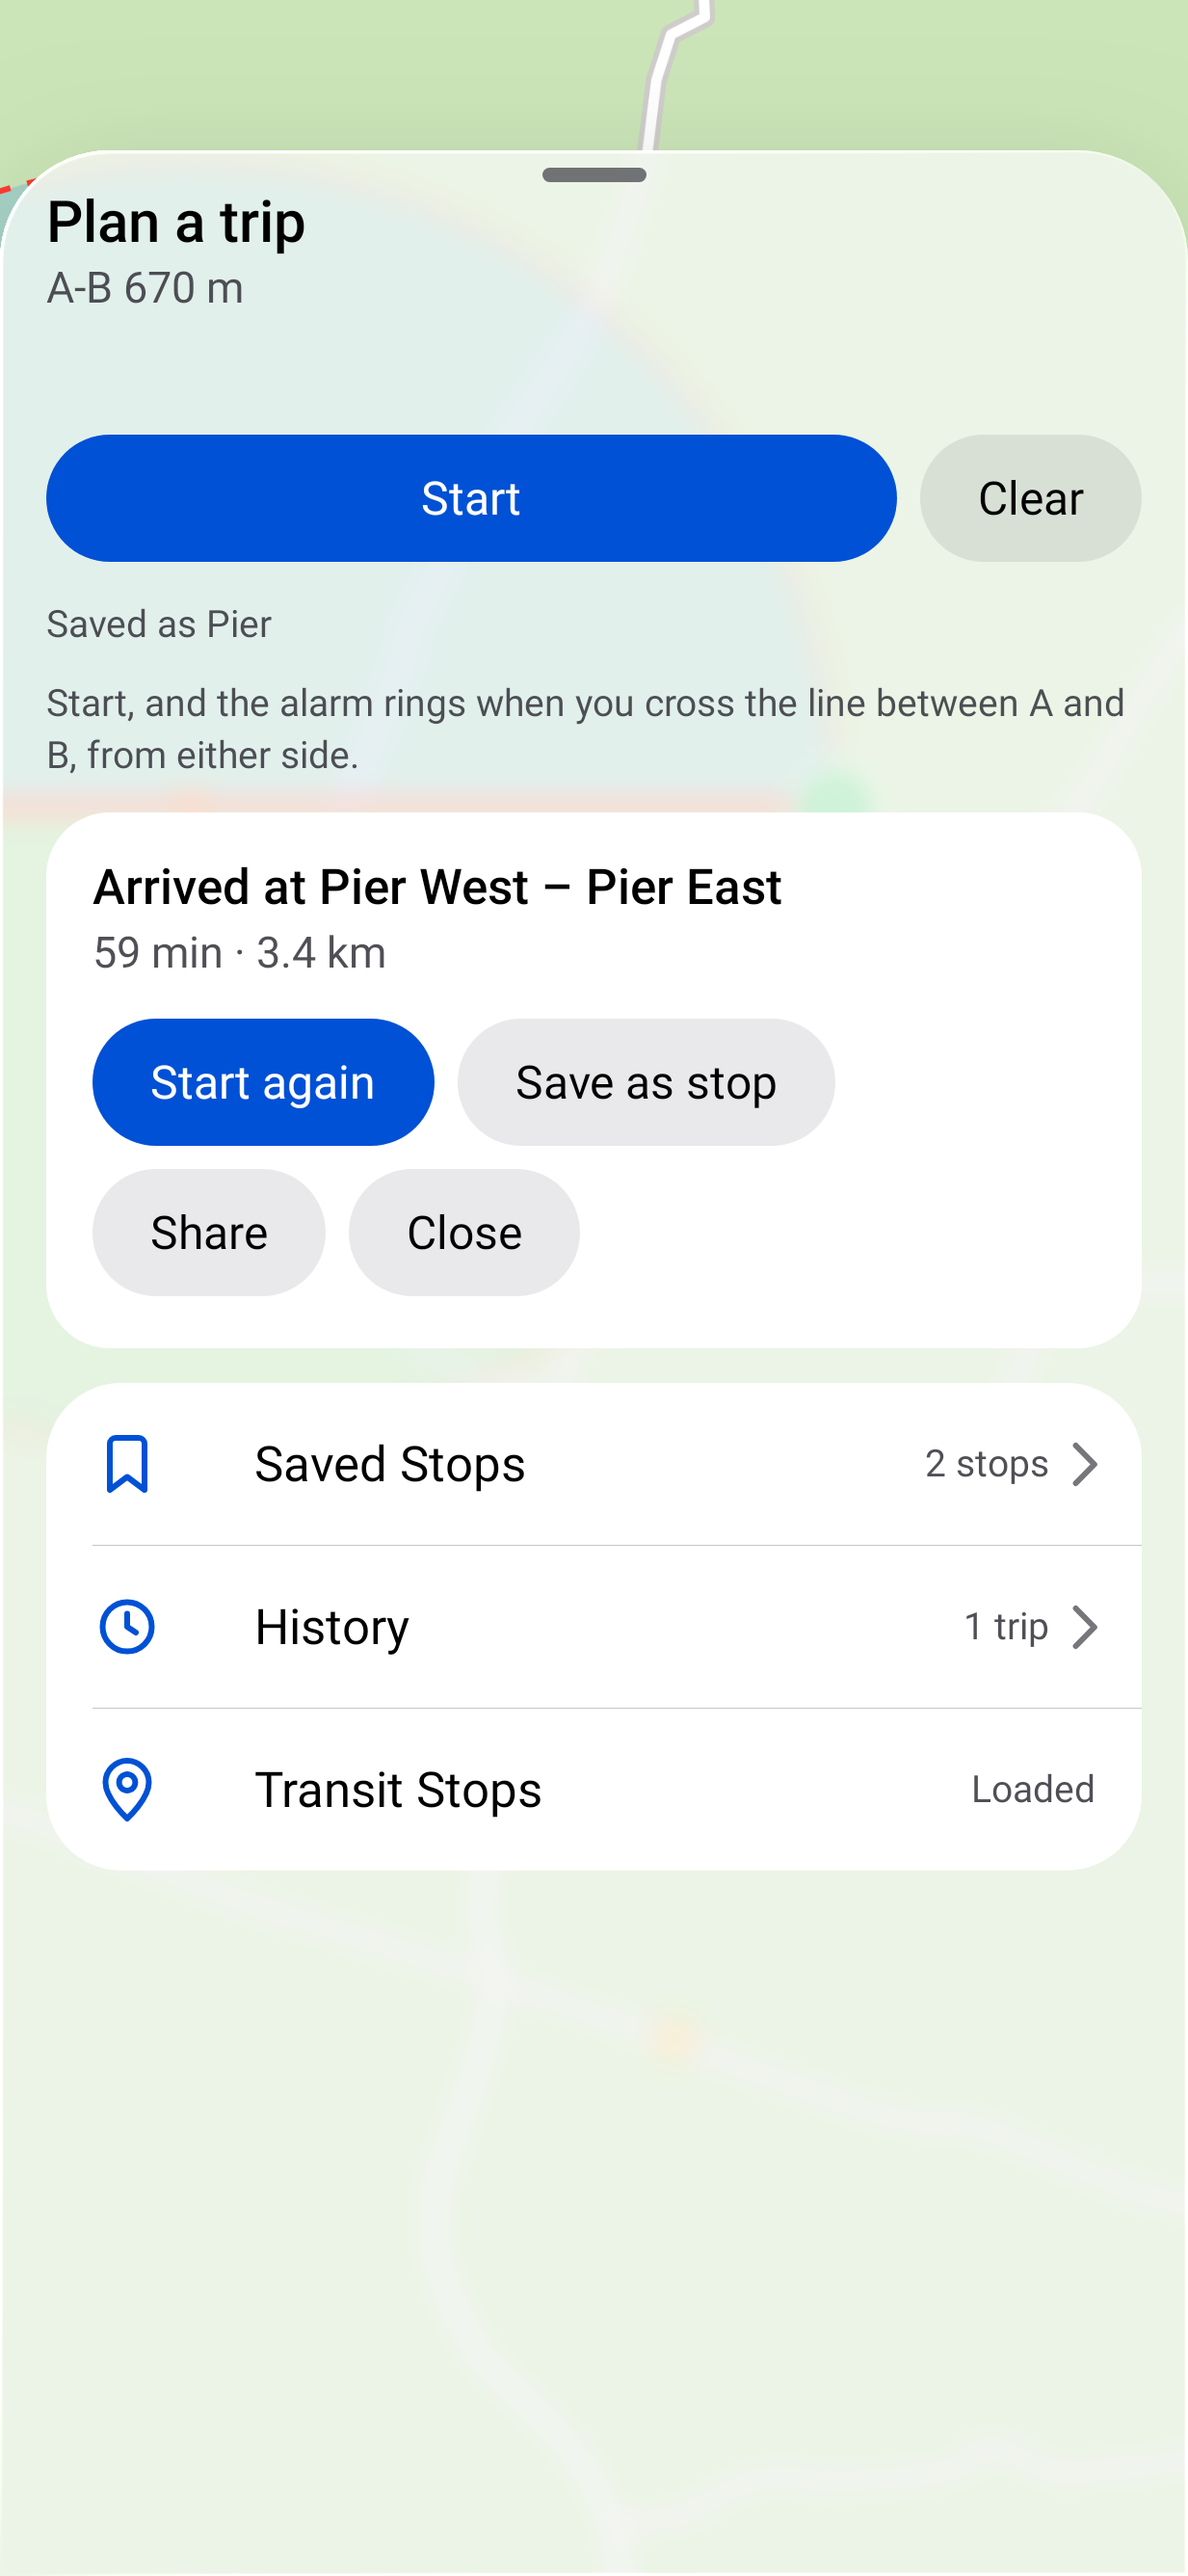 Plan a trip
A-B 670 m
Start
Clear
Saved as Pier
Start, and the alarm rings when you cross the line between A and
B, from either side.
Arrived at Pier West – Pier East
59 min · 3.4 km
Start again
Save as stop
Share
Close
Saved Stops
2 stops
History
1 trip
Transit Stops
Loaded